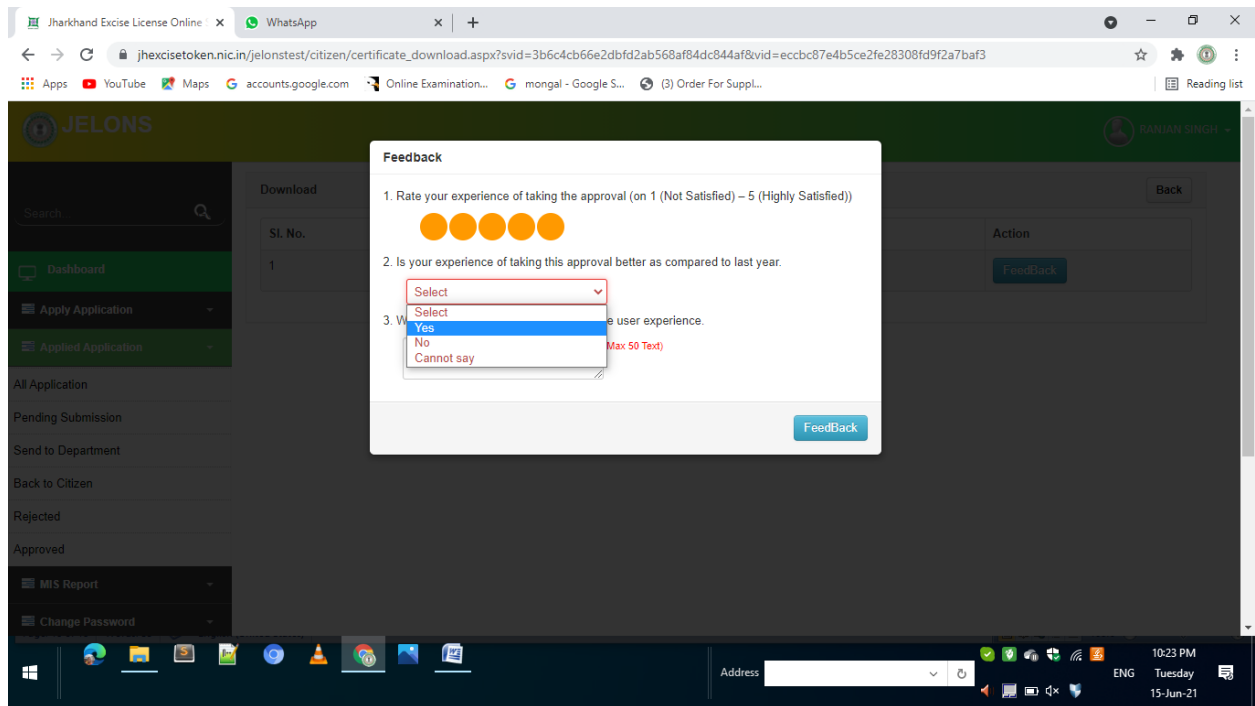 Jharkhand Excise License Online
WhatsApp
jhexcisetoken.nic.in/jelonstest/citizen/certificate_download.aspx?svid=3b6c4cb66e2dbfd2ab568af84dc844af&vid=eccbc87e4b5ce2fe28308fd9f2a7baf3
Apps YouTube Maps accounts.google.com Online Examination... mongal - Google S... (3) Order For Suppl... Reading list
JELONS
RANJAN SINGH
Feedback
Download
Back
1. Rate your experience of taking the approval (on 1 (Not Satisfied) – 5 (Highly Satisfied))
Search..
Sl. No.
Action
2. Is your experience of taking this approval better as compared to last year.
Dashboard
1
FeedBack
Select
Select
Apply Application
3. W
e user experience.
Yes
No
Max 50 Text)
Applied Application
Cannot say
All Application
Pending Submission
FeedBack
Send to Department
Back to Citizen
Rejected
Approved
MIS Report
Change Password
Address
ENG
10:23 PM
Tuesday
15-Jun-21